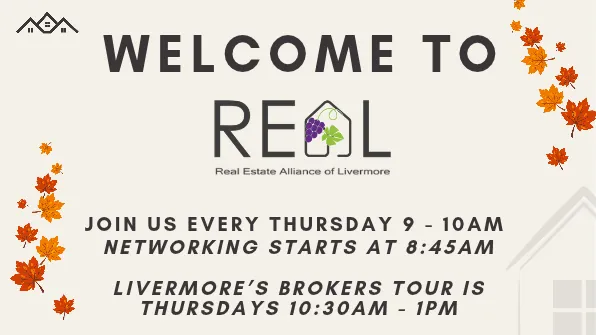 WELCOME TO
REAL
Real Estate Alliance of Livermore
JOIN US EVERY THURSDAY 9 - 10AM
NETWORKING STARTS AT 8:45AM
LIVERMORE'S BROKERS TOUR IS
THURSDAYS 10:30AM - 1PM